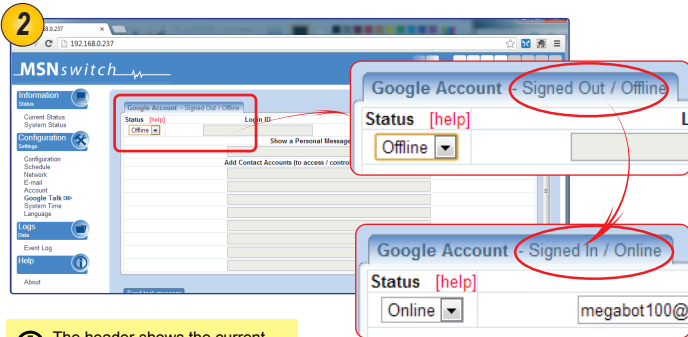 2
8.0.237
192.168.0.237
MSNswitch
Information
Status
Current Status
System Status
Configuration
Settings
Configuration
Schedule
Network
E-mail
Account
Google Talk
System Time
Language
Logs
Data
Event Log
Help
About
Google Account - Signed Out / Offline
Status [help] Login ID
Offline
Show a Personal Message
Add Contact Accounts (to access / contro
Google Account - Signed Out / Offline
Status [help] L
Offline
Google Account - Signed In / Online
Status [help]
Online megabot100@
The header shows the current